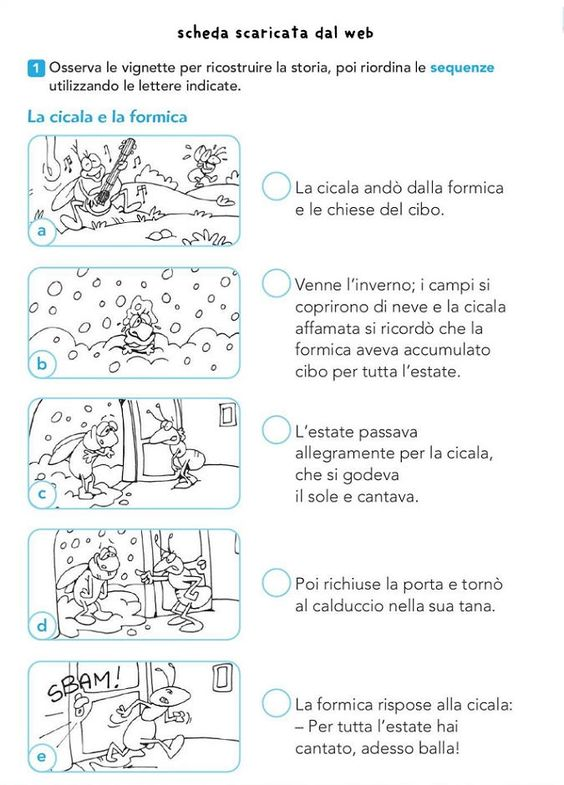 scheda scaricata dal web
1 Osserva le vignette per ricostruire la storia, poi riordina le sequenze
utilizzando le lettere indicate.
La cicala e la formica
a
La cicala andò dalla formica
e le chiese del cibo.
b
Venne l'inverno; i campi si
coprirono di neve e la cicala
affamata si ricordò che la
formica aveva accumulato
cibo per tutta l'estate.
c
L'estate passava
allegramente per la cicala,
che si godeva
il sole e cantava.
d
Poi richiuse la porta e tornò
al calduccio nella sua tana.
SBAM!
e
La formica rispose alla cicala:
– Per tutta l'estate hai
cantato, adesso balla!